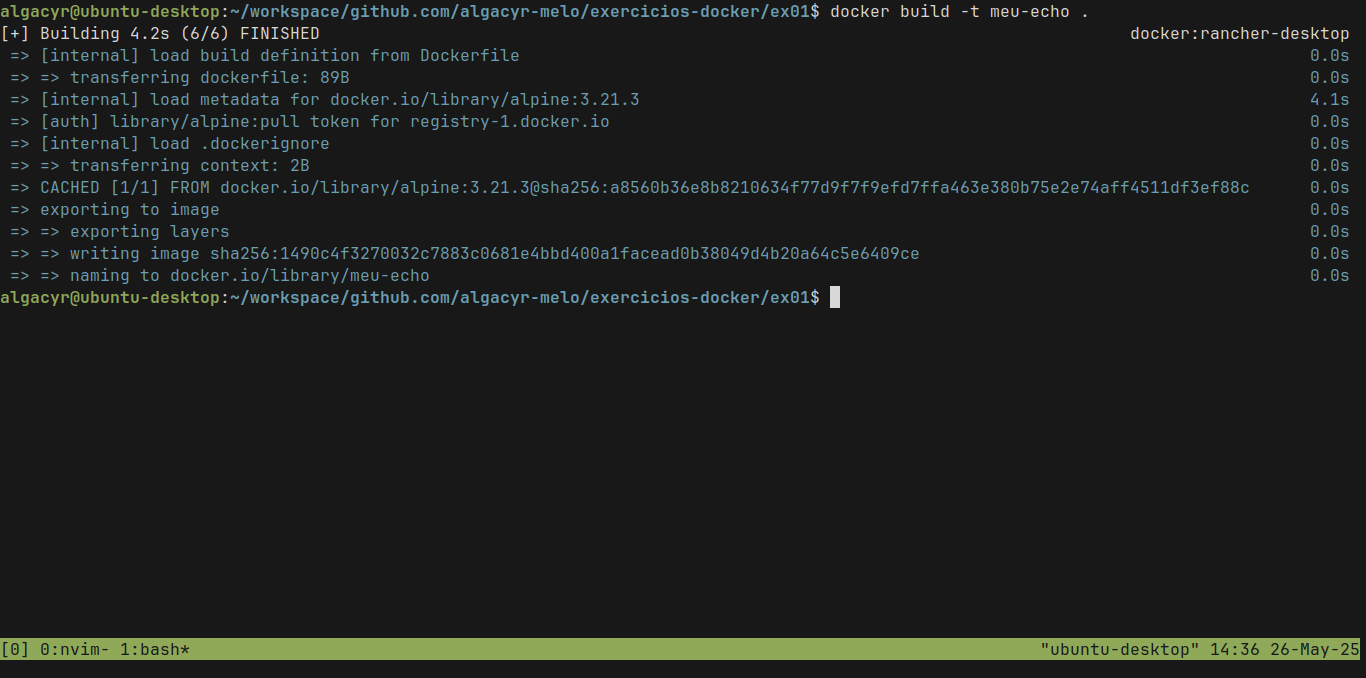 algacyr@ubuntu-desktop:~/workspace/github.com/algacyr-melo/exercicios-docker/ex01$ docker build -t meu-echo .
[+] Building 4.2s (6/6) FINISHED docker:rancher-desktop
=> [internal] load build definition from Dockerfile 0.0s
=> => transferring dockerfile: 89B 0.0s
=> [internal] load metadata for docker.io/library/alpine:3.21.3 4.1s
=> [auth] library/alpine:pull token for registry-1.docker.io 0.0s
=> [internal] load .dockerignore 0.0s
=> => transferring context: 2B 0.0s
=> CACHED [1/1] FROM docker.io/library/alpine:3.21.3@sha256:a8560b36e8b8210634f77d9f7f9efd7ffa463e380b75e2e74aff4511df3ef88c 0.0s
=> exporting to image 0.0s
=> => exporting layers 0.0s
=> => writing image sha256:1490c4f3270032c7883c0681e4bbd400a1facead0b38049d4b20a64c5e6409ce 0.0s
=> => naming to docker.io/library/meu-echo 0.0s
algacyr@ubuntu-desktop:~/workspace/github.com/algacyr-melo/exercicios-docker/ex01$
[0] 0:nvim- 1:bash* "ubuntu-desktop" 14:36 26-May-25